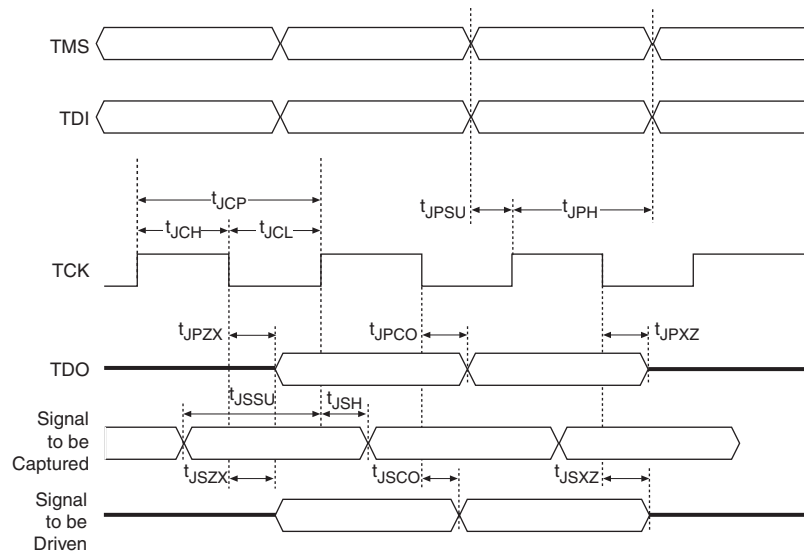 TMS
TDI
tJCP
tJPSU
tJPH
tJCH
tJCL
TCK
tJPZX
tJPCO
tJPXZ
TDO
tJSSU
tJSH
Signal
to be
Captured
tJSZX
tJSCO
tJSXZ
Signal
to be
Driven